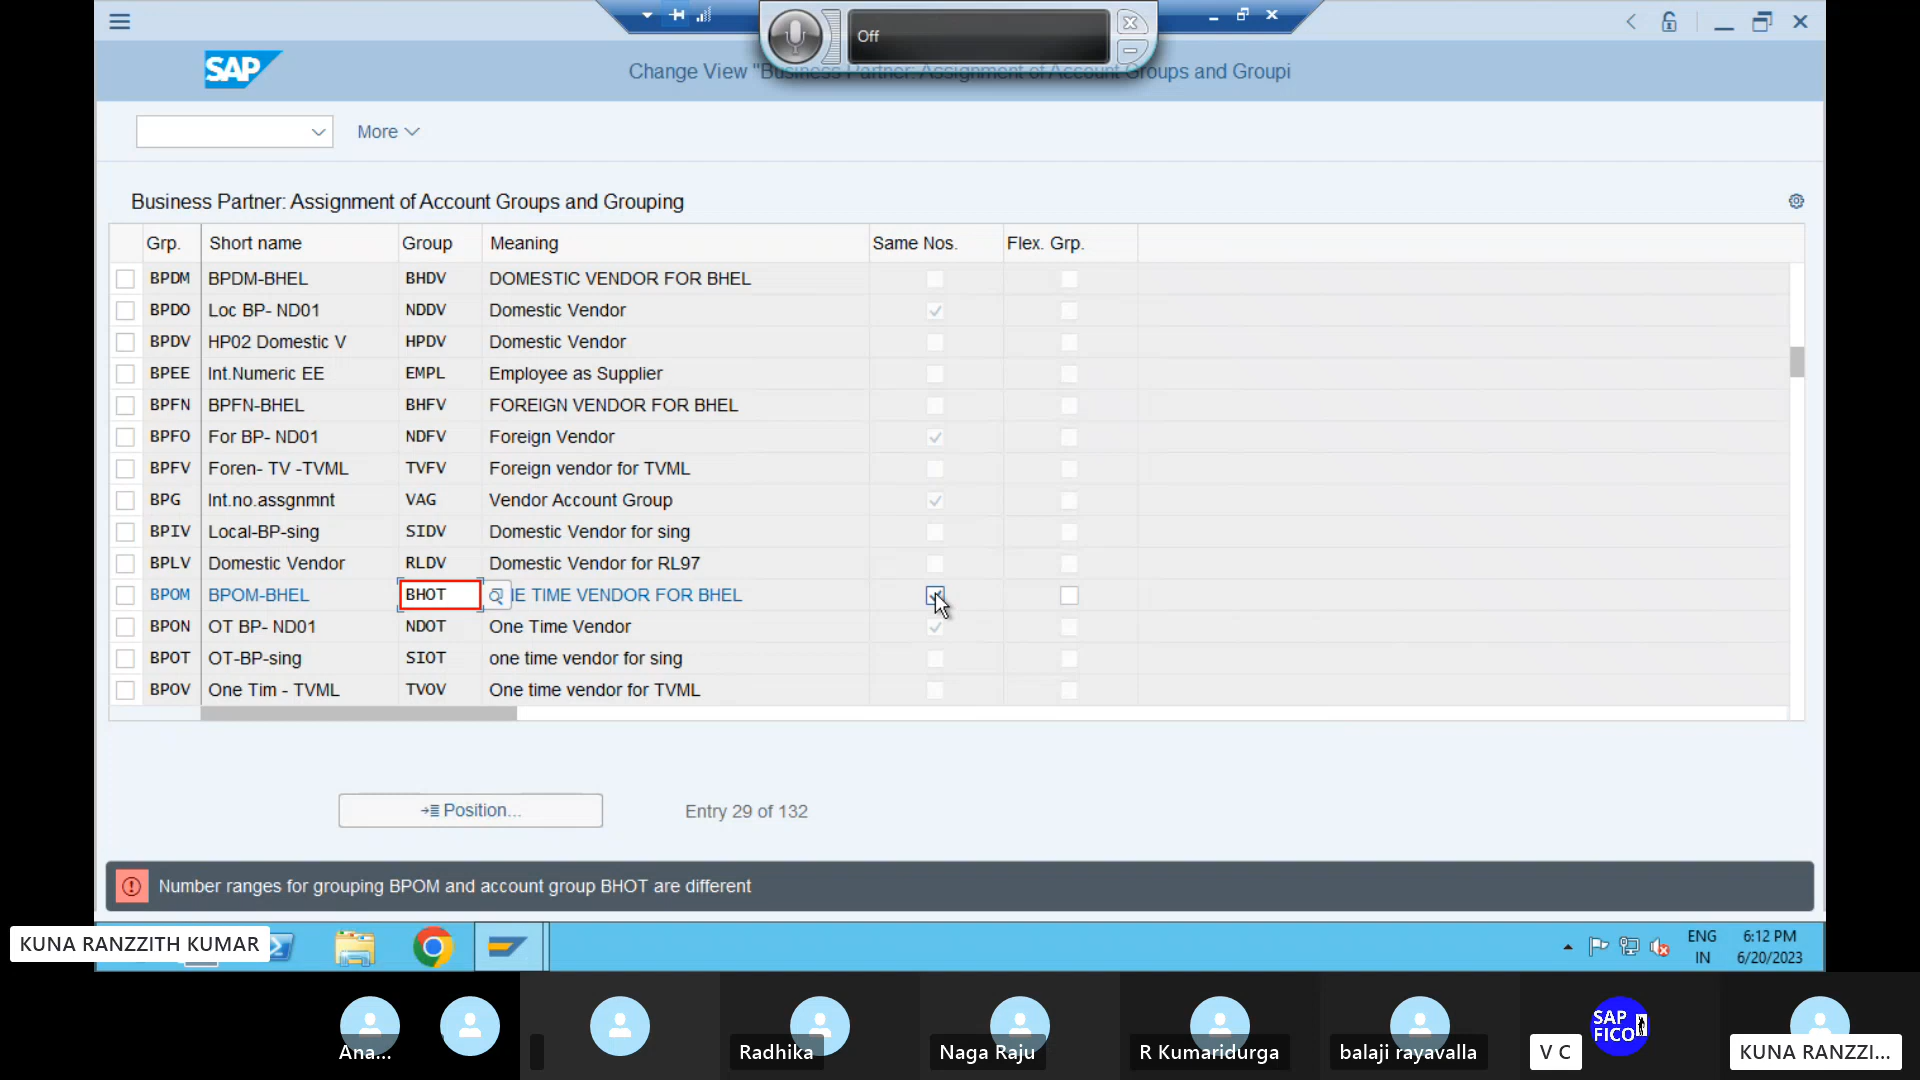 Off
SAP
Change View "Business Partner: Assignment of Account Groups and Groupi
More
Business Partner: Assignment of Account Groups and Grouping
Grp. Short name Group Meaning Same Nos. Flex. Grp.
BPDM BPDM-BHEL BHDV DOMESTIC VENDOR FOR BHEL
BPDO Loc BP- ND01 NDDV Domestic Vendor
BPDV HP02 Domestic V HPDV Domestic Vendor
BPEE Int.Numeric EE EMPL Employee as Supplier
BPFN BPFN-BHEL BHFV FOREIGN VENDOR FOR BHEL
BPFO For BP- ND01 NDFV Foreign Vendor
BPFV Foren- TV -TVML TVFV Foreign vendor for TVML
BPG Int.no.assgnmnt VAG Vendor Account Group
BPIV Local-BP-sing SIDV Domestic Vendor for sing
BPLV Domestic Vendor RLDV Domestic Vendor for RL97
BPOM BPOM-BHEL BHOT NE TIME VENDOR FOR BHEL
BPON OT BP- ND01 NDOT One Time Vendor
BPOT OT-BP-sing SIOT one time vendor for sing
BPOV One Tim - TVML TVOV One time vendor for TVML
Position... Entry 29 of 132
Number ranges for grouping BPOM and account group BHOT are different
KUNA RANZZITH KUMAR
ENG 6:12 PM
IN 6/20/2023
SAP
FICO
Ana... Radhika Naga Raju R Kumaridurga balaji rayavalla V C KUNA RANZZI...